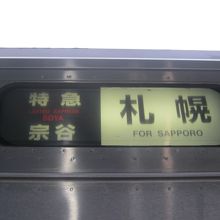 特急
LIMITED EXPRESS
SOYA
宗谷
札幌
FOR SAPPORO